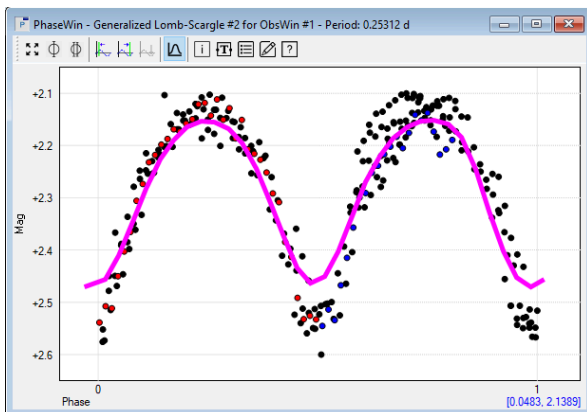 PhaseWin - Generalized Lomb-Scargle #2 for ObsWin #1 - Period: 0.25312 d
i T ?
+2.1
+2.2
+2.3
+2.4
+2.5
+2.6
Mag
0 1
Phase [0.0483, 2.1389]